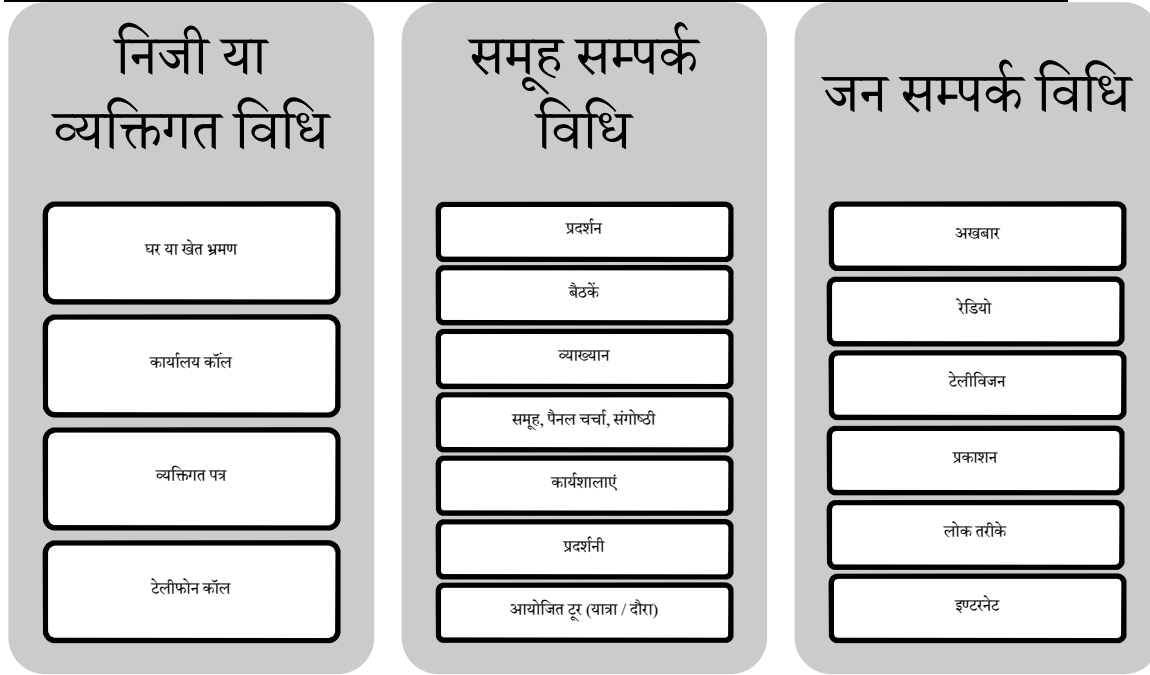 निजी या
व्यक्तिगत विधि
घर या खेत भ्रमण
कार्यालय कॉल
व्यक्तिगत पत्र
टेलीफोन कॉल
समूह सम्पर्क
विधि
प्रदर्शन
बैठकें
व्याख्यान
समूह, पैनल चर्चा, संगोष्ठी
कार्यशालाएं
प्रदर्शनी
आयोजित टूर (यात्रा / दौरा)
जन सम्पर्क विधि
अखबार
रेडियो
टेलीविजन
प्रकाशन
लोक तरीके
इण्टरनेट